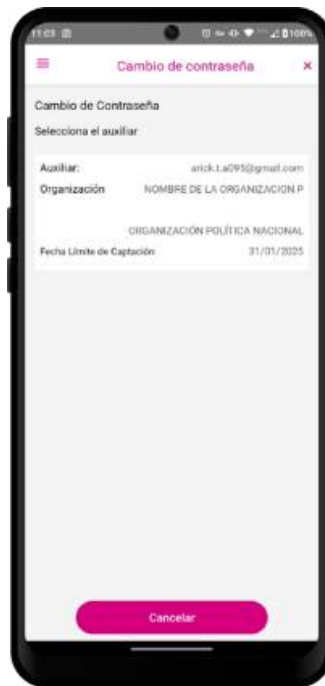 11:03
100%
Cambio de contraseña ×
Cambio de Contraseña
Selecciona el auxiliar
Auxiliar: arick.t.a095@gmail.com
Organización NOMBRE DE LA ORGANIZACION P
ORGANIZACIÓN POLÍTICA NACIONAL
Fecha Límite de Captación: 31/01/2025
Cancelar